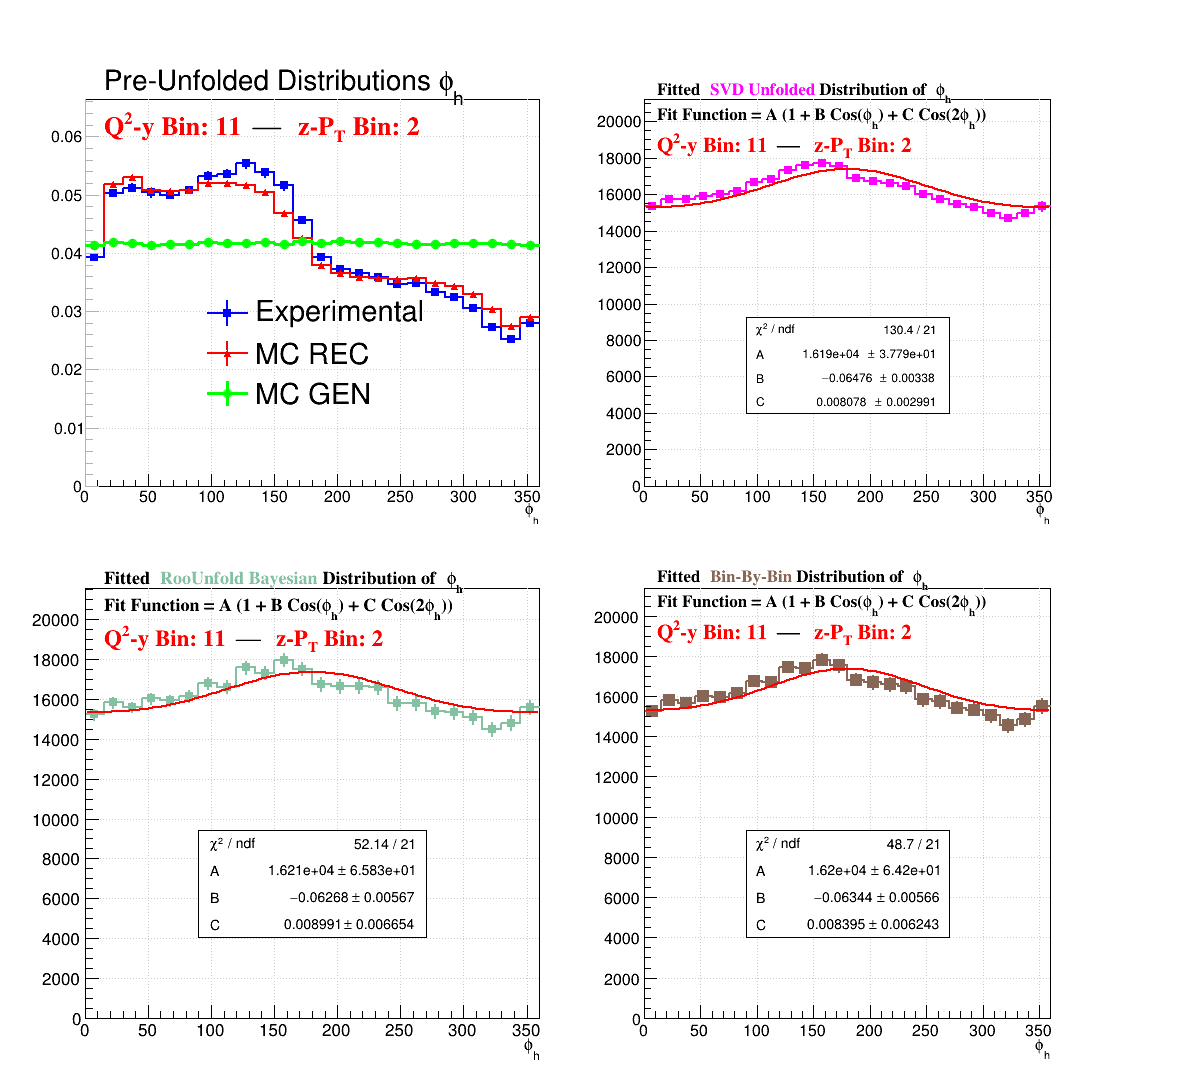 Pre-Unfolded Distributions ϕh
Q²-y Bin: 11 — z-PT Bin: 2
0.06
0.05
0.04
0.03
0.02
0.01
0
Experimental
MC REC
MC GEN
0 50 100 150 200 250 300 350
ϕh
Fitted SVD Unfolded Distribution of ϕh
Fit Function = A (1 + B Cos(ϕh) + C Cos(2ϕh))
Q²-y Bin: 11 — z-PT Bin: 2
20000
18000
16000
14000
12000
10000
8000
6000
4000
2000
0
χ² / ndf 130.4 / 21
A 1.619e+04 ± 3.779e+01
B −0.06476 ± 0.00338
C 0.008078 ± 0.002991
0 50 100 150 200 250 300 350
ϕh
Fitted RooUnfold Bayesian Distribution of ϕh
Fit Function = A (1 + B Cos(ϕh) + C Cos(2ϕh))
Q²-y Bin: 11 — z-PT Bin: 2
20000
18000
16000
14000
12000
10000
8000
6000
4000
2000
0
χ² / ndf 52.14 / 21
A 1.621e+04 ± 6.583e+01
B −0.06268 ± 0.00567
C 0.008991 ± 0.006654
0 50 100 150 200 250 300 350
ϕh
Fitted Bin-By-Bin Distribution of ϕh
Fit Function = A (1 + B Cos(ϕh) + C Cos(2ϕh))
Q²-y Bin: 11 — z-PT Bin: 2
20000
18000
16000
14000
12000
10000
8000
6000
4000
2000
0
χ² / ndf 48.7 / 21
A 1.62e+04 ± 6.42e+01
B −0.06344 ± 0.00566
C 0.008395 ± 0.006243
0 50 100 150 200 250 300 350
ϕh